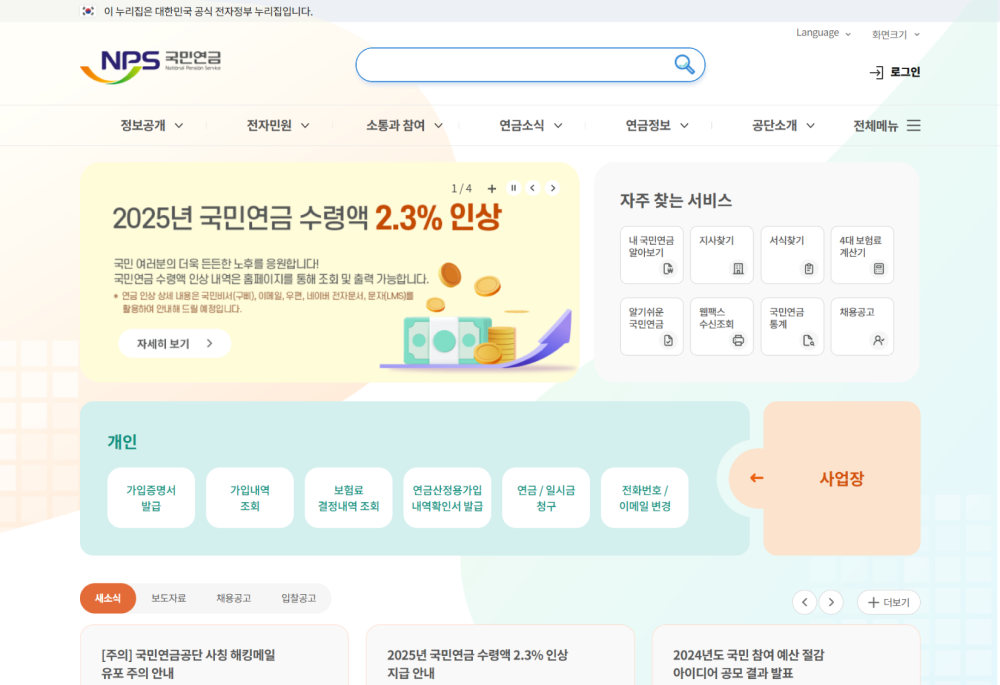 이 누리집은 대한민국 공식 전자정부 누리집입니다.
Language
화면크기
NPS 국민연금
National Pension Service
로그인
정보공개
전자민원
소통과 참여
연금소식
연금정보
공단소개
전체메뉴
1 / 4
2025년 국민연금 수령액 2.3% 인상
국민 여러분의 더욱 든든한 노후를 응원합니다!
국민연금 수령액 인상 내역은 홈페이지를 통해 조회 및 출력 가능합니다.
* 연금 인상 상세 내용은 국민비서(구삐), 이메일, 우편, 네이버 전자문서, 문자(LMS)를
활용하여 안내해 드릴 예정입니다.
자세히 보기
자주 찾는 서비스
내 국민연금
알아보기
지사찾기
서식찾기
4대 보험료
계산기
알기쉬운
국민연금
웹팩스
수신조회
국민연금
통계
채용공고
개인
가입증명서
발급
가입내역
조회
보험료
결정내역 조회
연금산정용가입
내역확인서 발급
연금 / 일시금
청구
전화번호 /
이메일 변경
사업장
새소식
보도자료
채용공고
입찰공고
더보기
[주의] 국민연금공단 사칭 해킹메일
유포 주의 안내
2025년 국민연금 수령액 2.3% 인상
지급 안내
2024년도 국민 참여 예산 절감
아이디어 공모 결과 발표